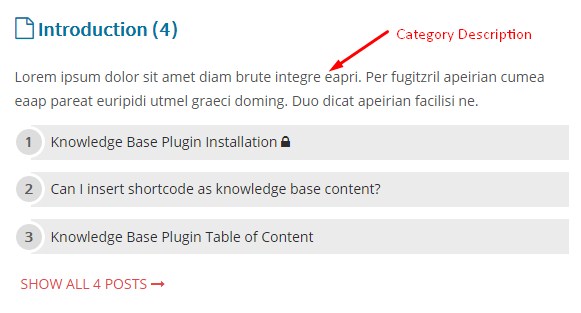 Introduction (4)
Category Description
Lorem ipsum dolor sit amet diam brute integre eapri. Per fugitzril apeirian cumea
eaap pareat euripidi utmel graeci doming. Duo dicat apeirian facilisi ne.
1 Knowledge Base Plugin Installation
2 Can I insert shortcode as knowledge base content?
3 Knowledge Base Plugin Table of Content
SHOW ALL 4 POSTS